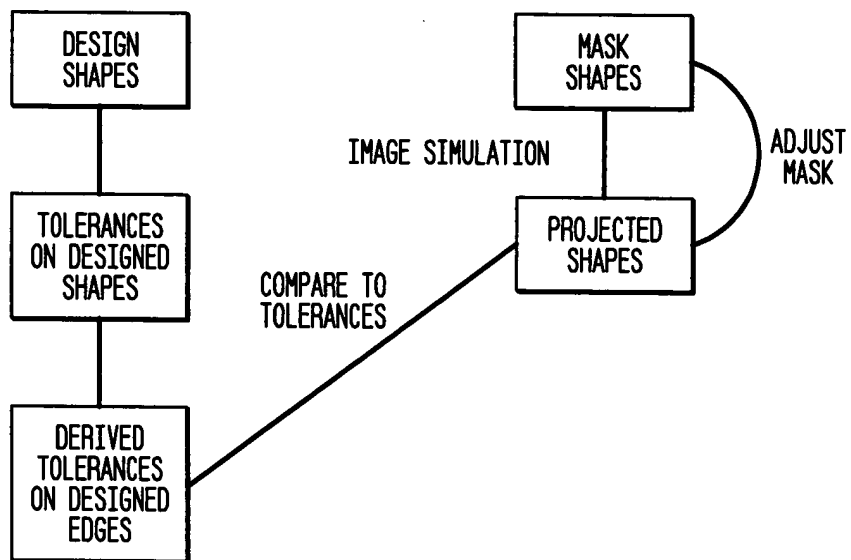 DESIGN
SHAPES
TOLERANCES
ON DESIGNED
SHAPES
DERIVED
TOLERANCES
ON DESIGNED
EDGES
COMPARE TO
TOLERANCES
MASK
SHAPES
IMAGE SIMULATION
PROJECTED
SHAPES
ADJUST
MASK